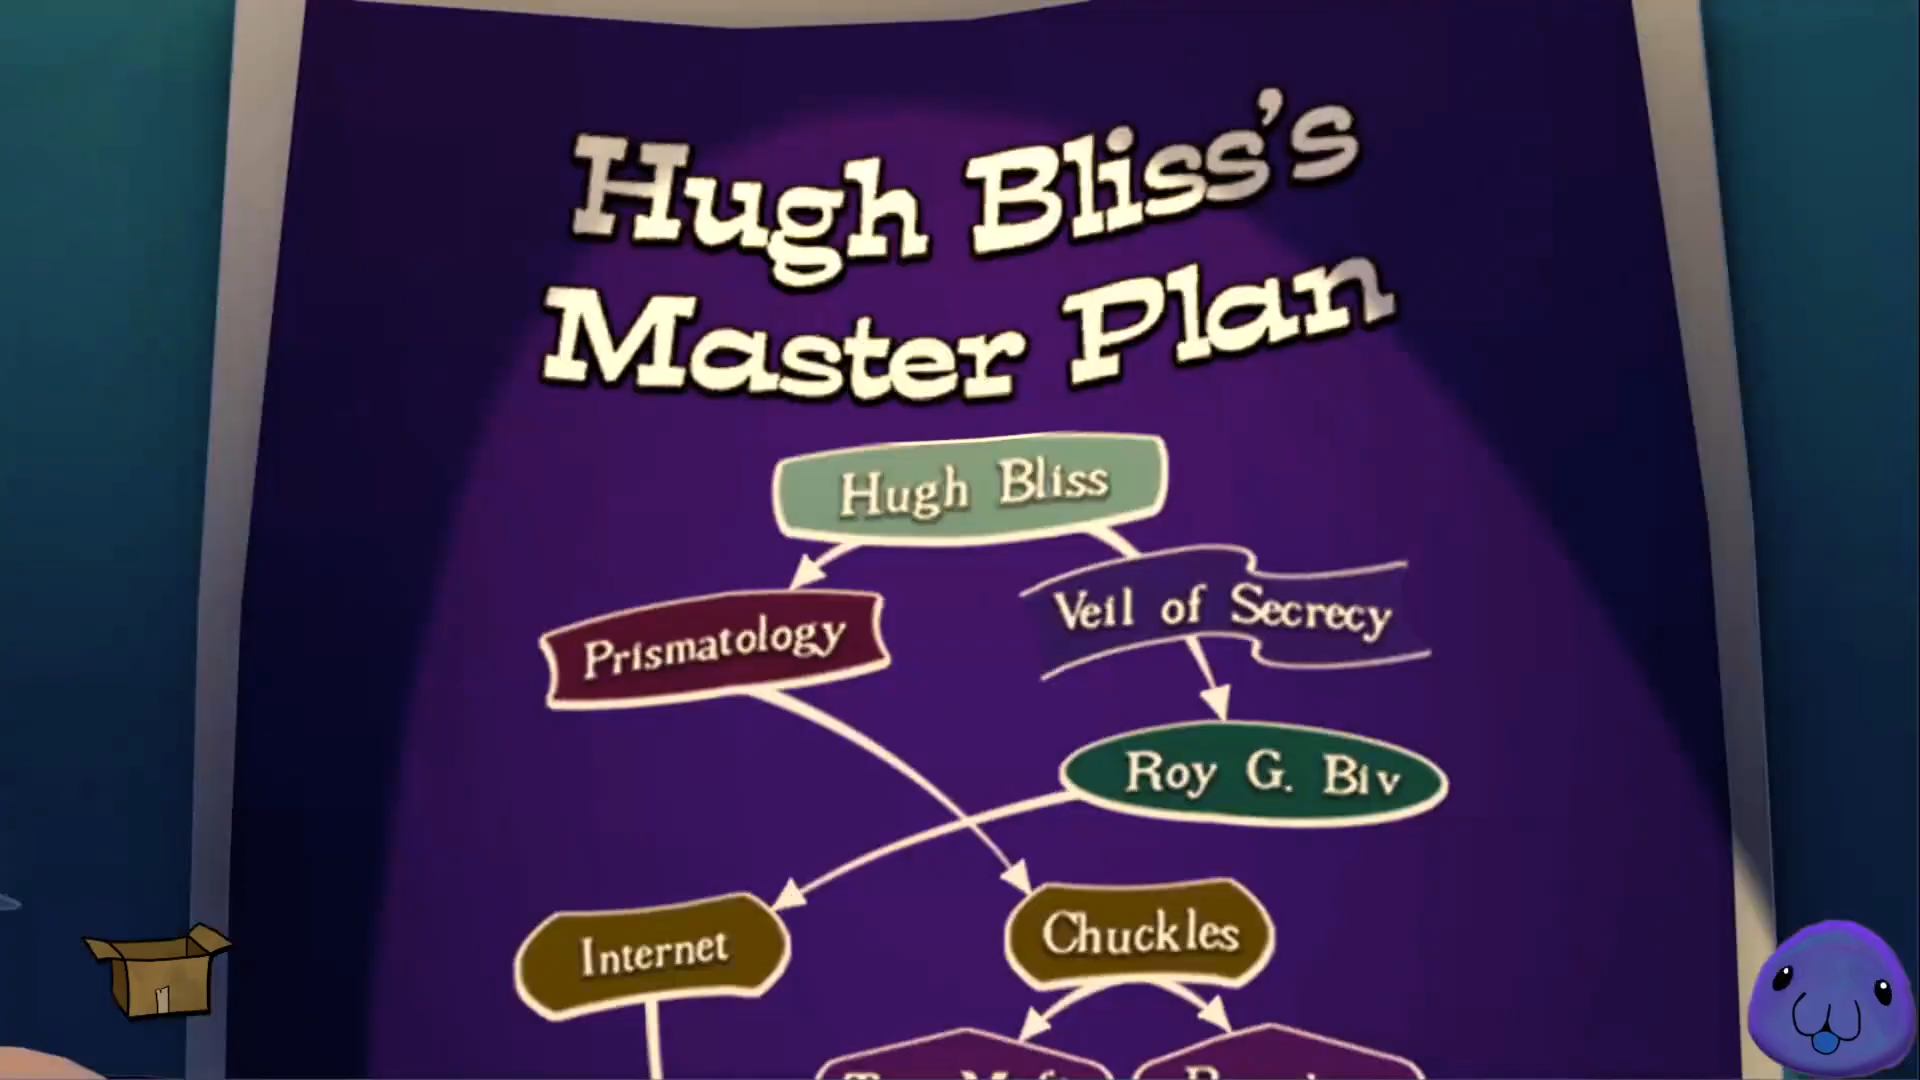 Hugh Bliss's
Master Plan
Hugh Bliss
Prismatology
Veil of Secrecy
Roy G. Biv
Internet
Chuckles